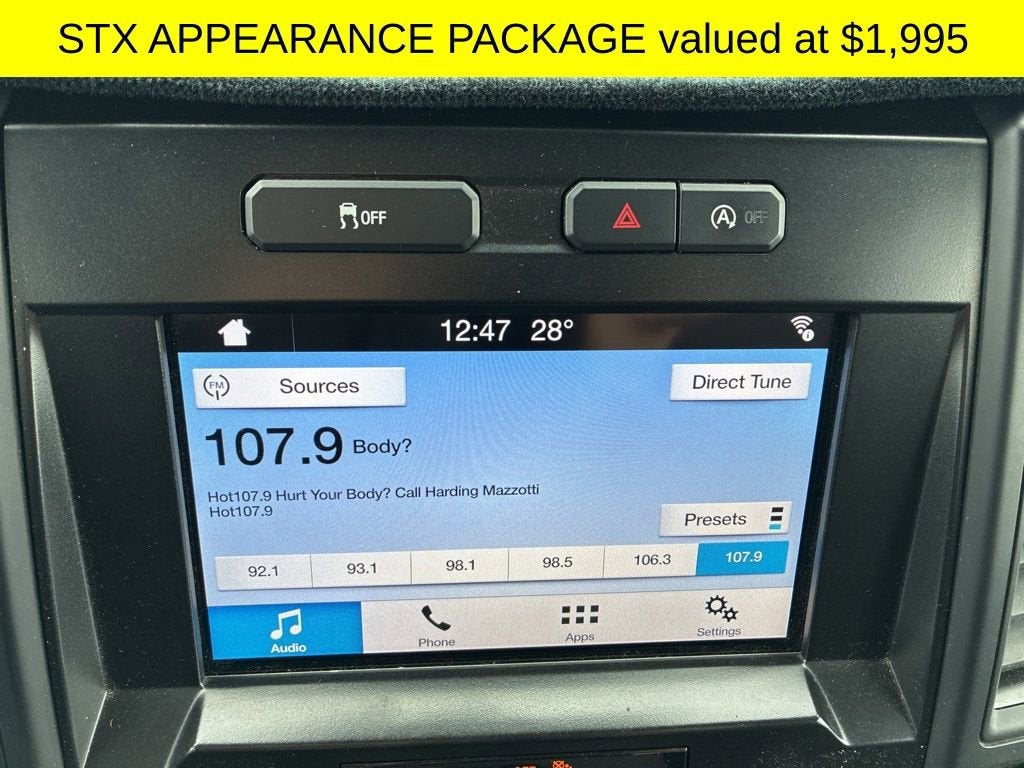 STX APPEARANCE PACKAGE valued at $1,995
OFF
A OFF
12:47 28°
FM Sources
Direct Tune
107.9 Body?
Hot107.9 Hurt Your Body? Call Harding Mazzotti
Hot107.9
Presets
92.1 93.1 98.1 98.5 106.3 107.9
Audio Phone Apps Settings